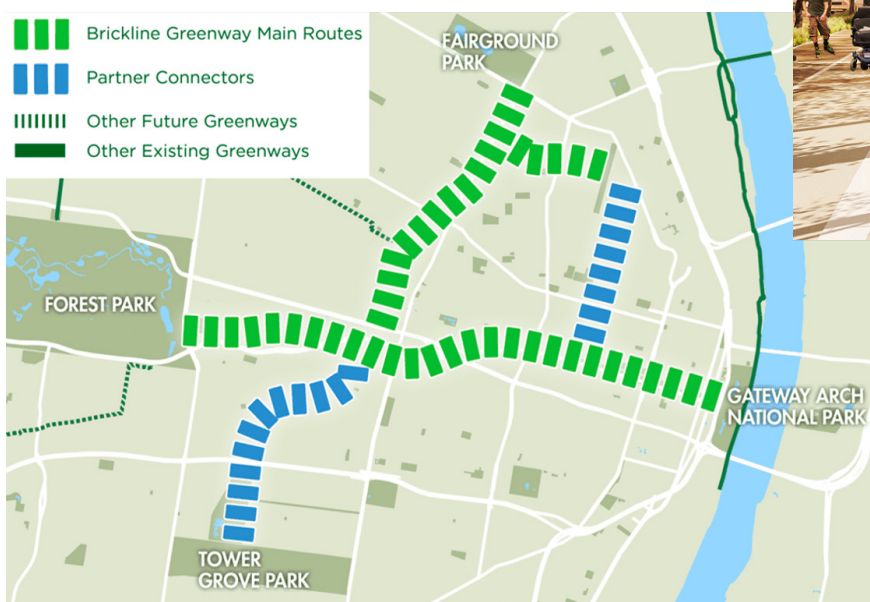 Brickline Greenway Main Routes
Partner Connectors
Other Future Greenways
Other Existing Greenways
FAIRGROUND
PARK
FOREST PARK
GATEWAY ARCH
NATIONAL PARK
TOWER
GROVE PARK